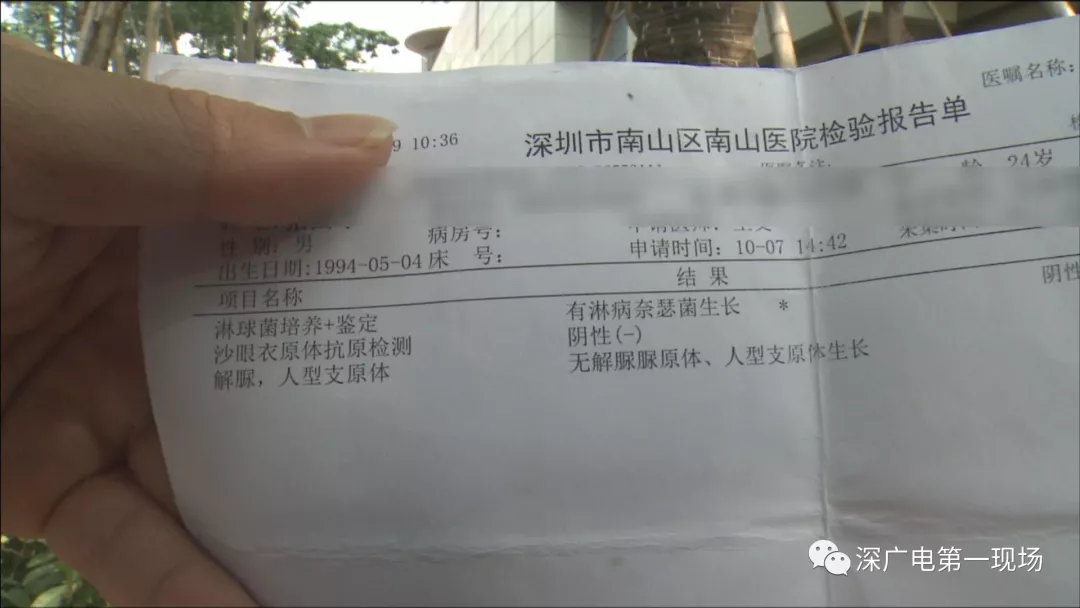 医嘱名称:
9 10:36
深圳市南山区南山医院检验报告单
24岁
性 别: 男
病房号:
出生日期:1994-05-04
床 号:
申请时间: 10-07 14:42
项目名称
结 果
阴性
淋球菌培养+鉴定
有淋病奈瑟菌生长 *
沙眼衣原体抗原检测
阴性(-)
解脲，人型支原体
无解脲脲原体、人型支原体生长
深广电第一现场